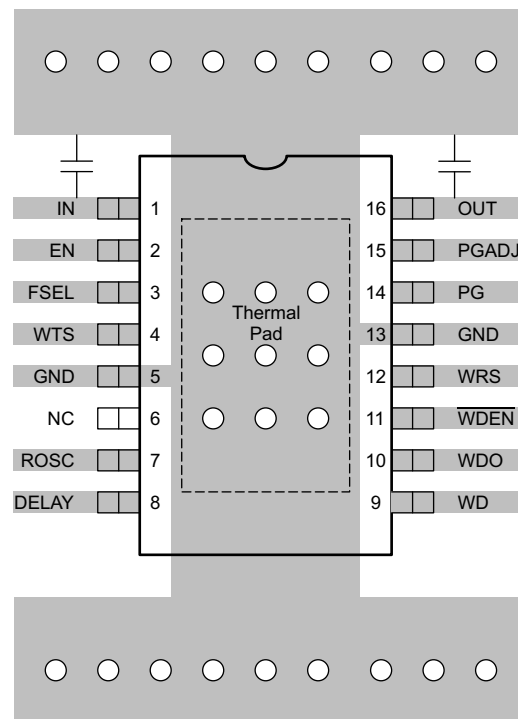 IN 1 16 OUT
EN 2 15 PGADJ
FSEL 3 14 PG
Thermal
Pad
WTS 4 13 GND
GND 5 12 WRS
NC 6 11 WDEN
ROSC 7 10 WDO
DELAY 8 9 WD